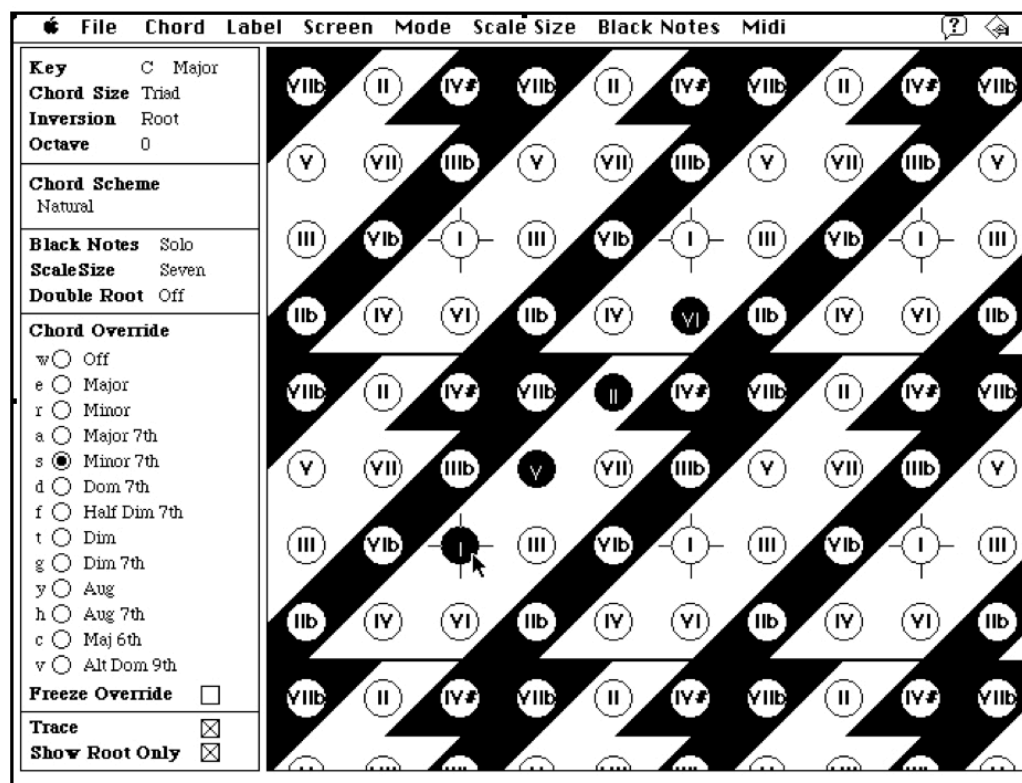 File Chord Label Screen Mode Scale Size Black Notes Midi ?
Key C Major
Chord Size Triad
Inversion Root
Octave 0
Chord Scheme
Natural
Black Notes Solo
ScaleSize Seven
Double Root Off
Chord Override
w Off
e Major
r Minor
a Major 7th
s Minor 7th
d Dom 7th
f Half Dim 7th
t Dim
g Dim 7th
y Aug
h Aug 7th
c Maj 6th
v Alt Dom 9th
Freeze Override
Trace
Show Root Only
VIIb II IV# VIIb II IV# VIIb II IV# VIIb
V VII IIIb V VII IIIb V VII IIIb V
III VIb I III VIb I III VIb I III
IIb IV VI IIb IV VI IIb IV VI IIb
VIIb II IV# VIIb II IV# VIIb II IV# VIIb
V VII IIIb V VII IIIb V VII IIIb V
III VIb I III VIb I III VIb I III
IIb IV VI IIb IV VI IIb IV VI IIb
VIIb II IV# VIIb II IV# VIIb II IV# VIIb